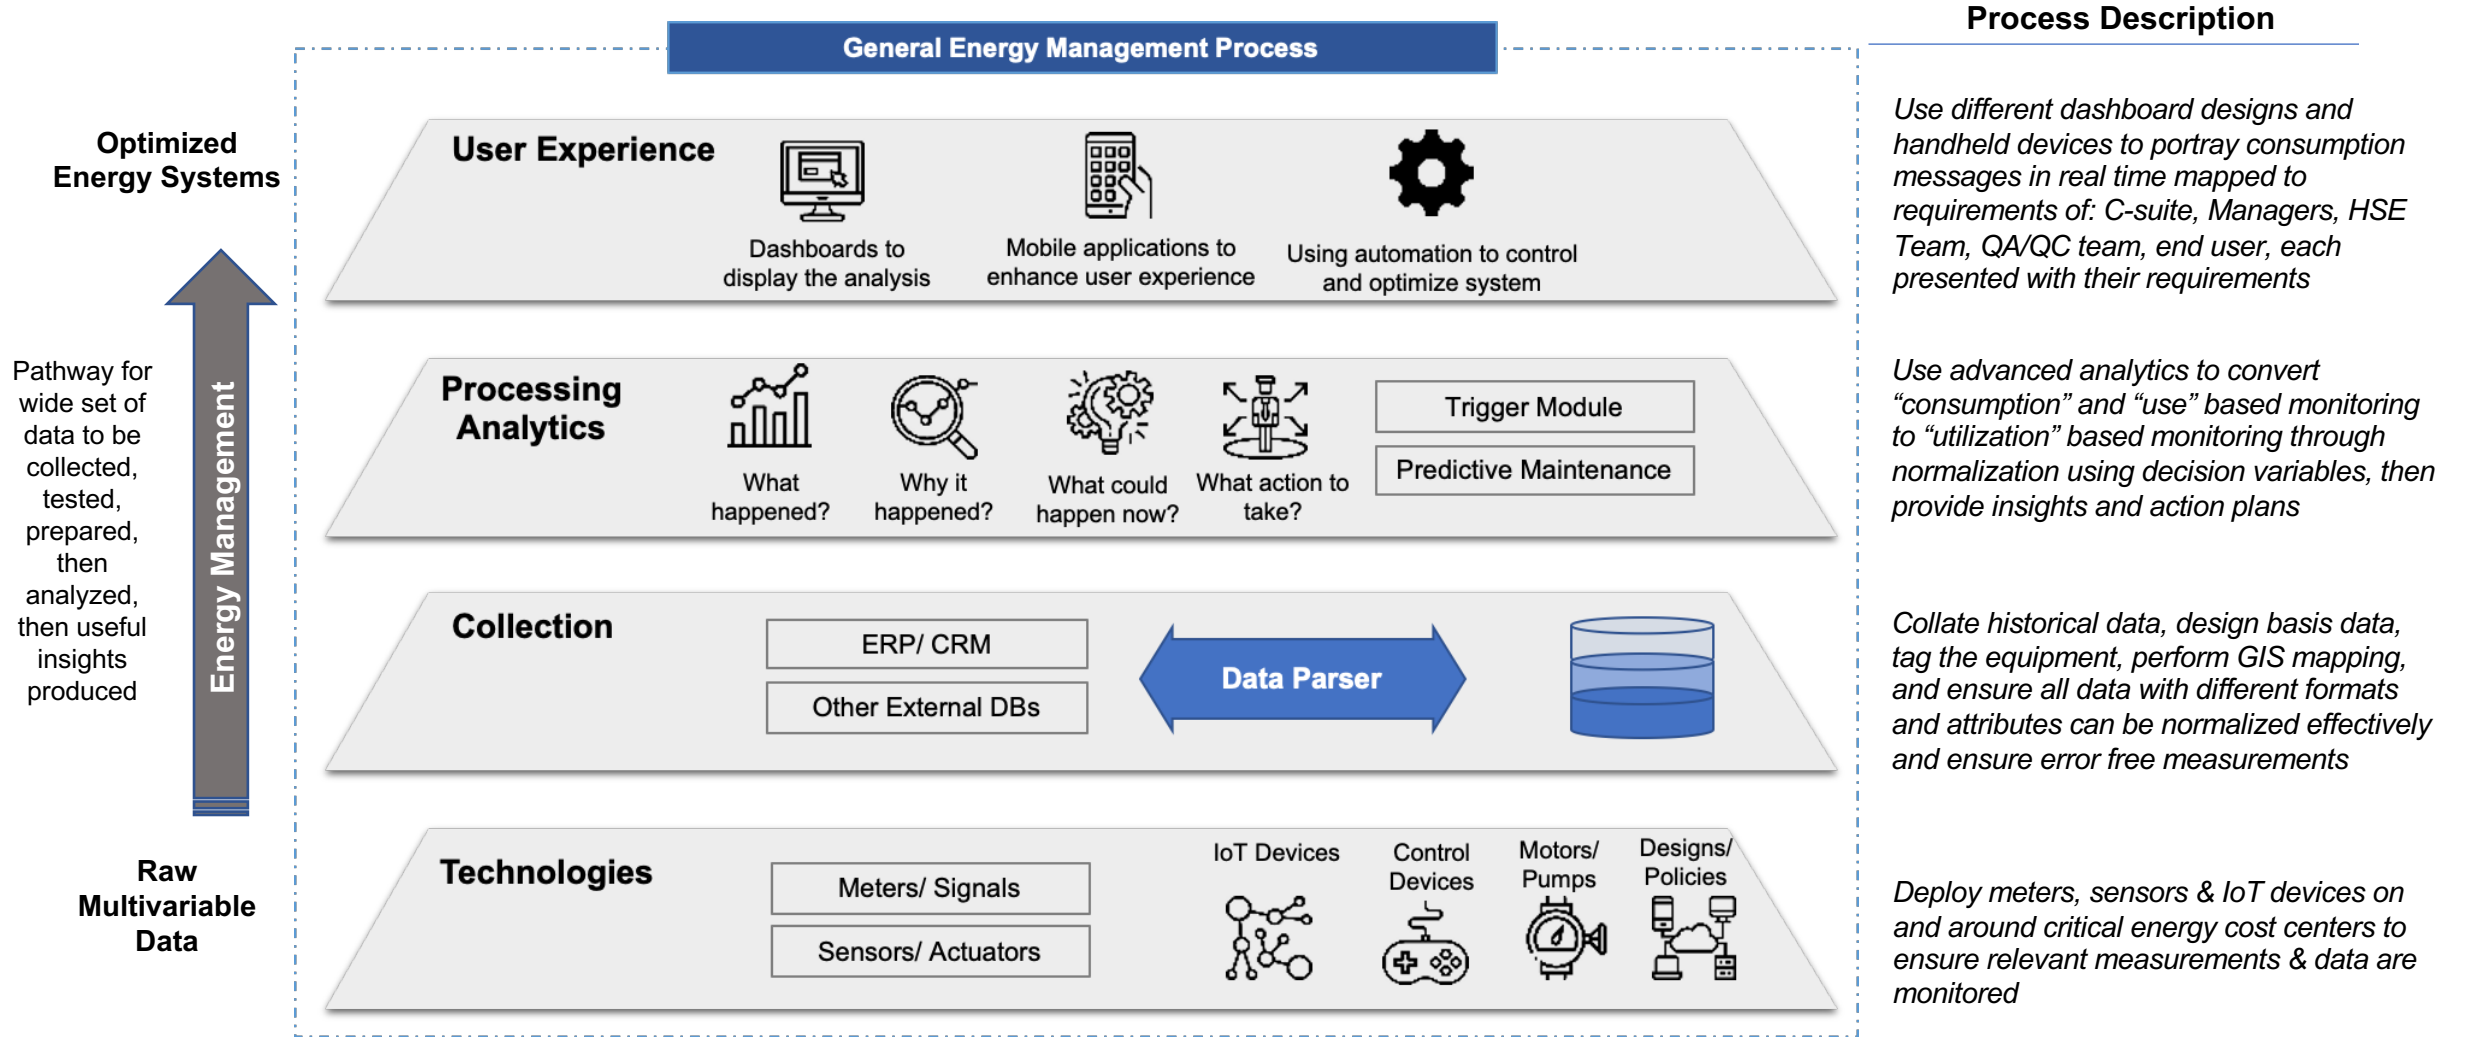 General Energy Management Process
Process Description
Optimized
Energy Systems
Energy Management
Pathway for
wide set of
data to be
collected,
tested,
prepared,
then
analyzed,
then useful
insights
produced
Raw
Multivariable
Data
User Experience
Dashboards to
display the analysis
Mobile applications to
enhance user experience
Using automation to control
and optimize system
Use different dashboard designs and
handheld devices to portray consumption
messages in real time mapped to
requirements of: C-suite, Managers, HSE
Team, QA/QC team, end user, each
presented with their requirements
Processing
Analytics
What
happened?
Why it
happened?
What could
happen now?
What action to
take?
Trigger Module
Predictive Maintenance
Use advanced analytics to convert
“consumption” and “use” based monitoring
to “utilization” based monitoring through
normalization using decision variables, then
provide insights and action plans
Collection
ERP/ CRM
Other External DBs
Data Parser
Collate historical data, design basis data,
tag the equipment, perform GIS mapping,
and ensure all data with different formats
and attributes can be normalized effectively
and ensure error free measurements
Technologies
Meters/ Signals
Sensors/ Actuators
IoT Devices
Control
Devices
Motors/
Pumps
Designs/
Policies
Deploy meters, sensors & IoT devices on
and around critical energy cost centers to
ensure relevant measurements & data are
monitored